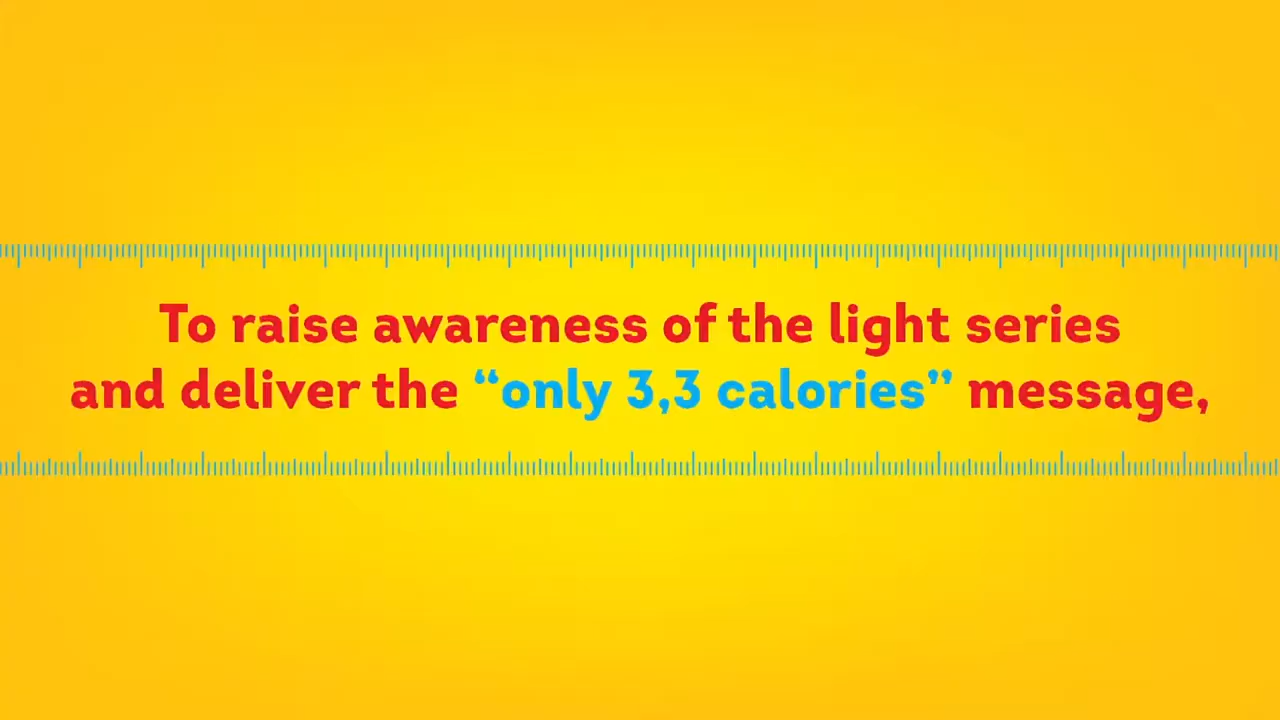 To raise awareness of the light series
and deliver the “only 3,3 calories” message,